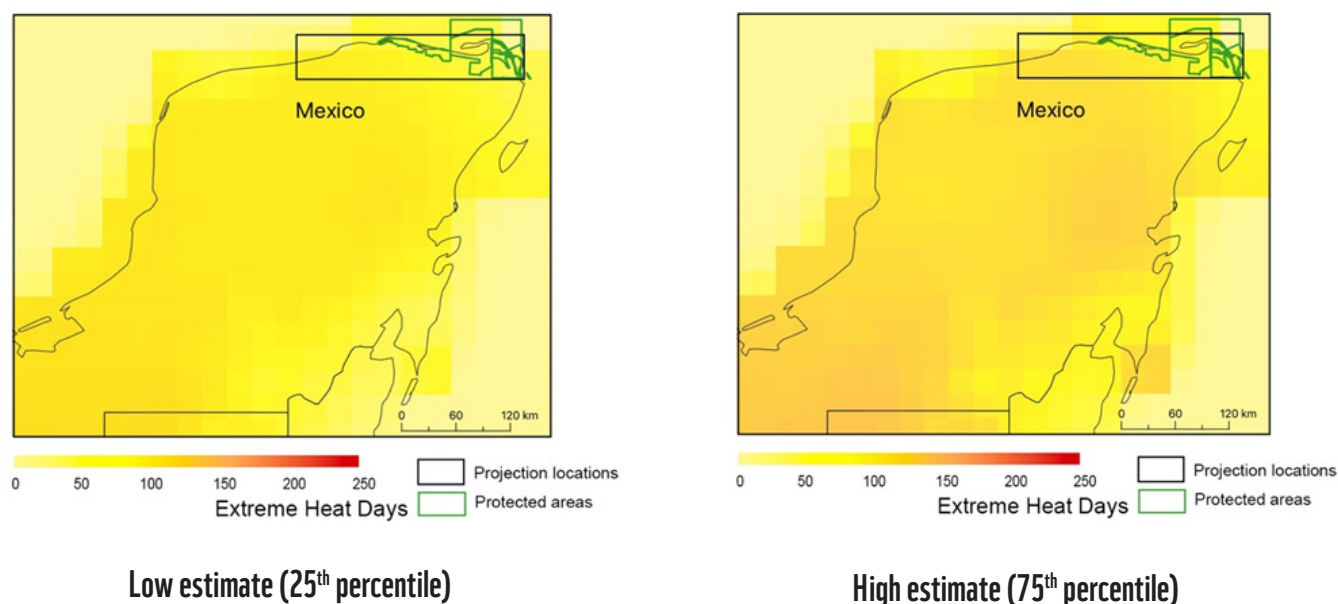 Mexico
0 60 120 km
0 50 100 150 200 250
Extreme Heat Days
Projection locations
Protected areas
Low estimate (25th percentile)
Mexico
0 60 120 km
0 50 100 150 200 250
Extreme Heat Days
Projection locations
Protected areas
High estimate (75th percentile)